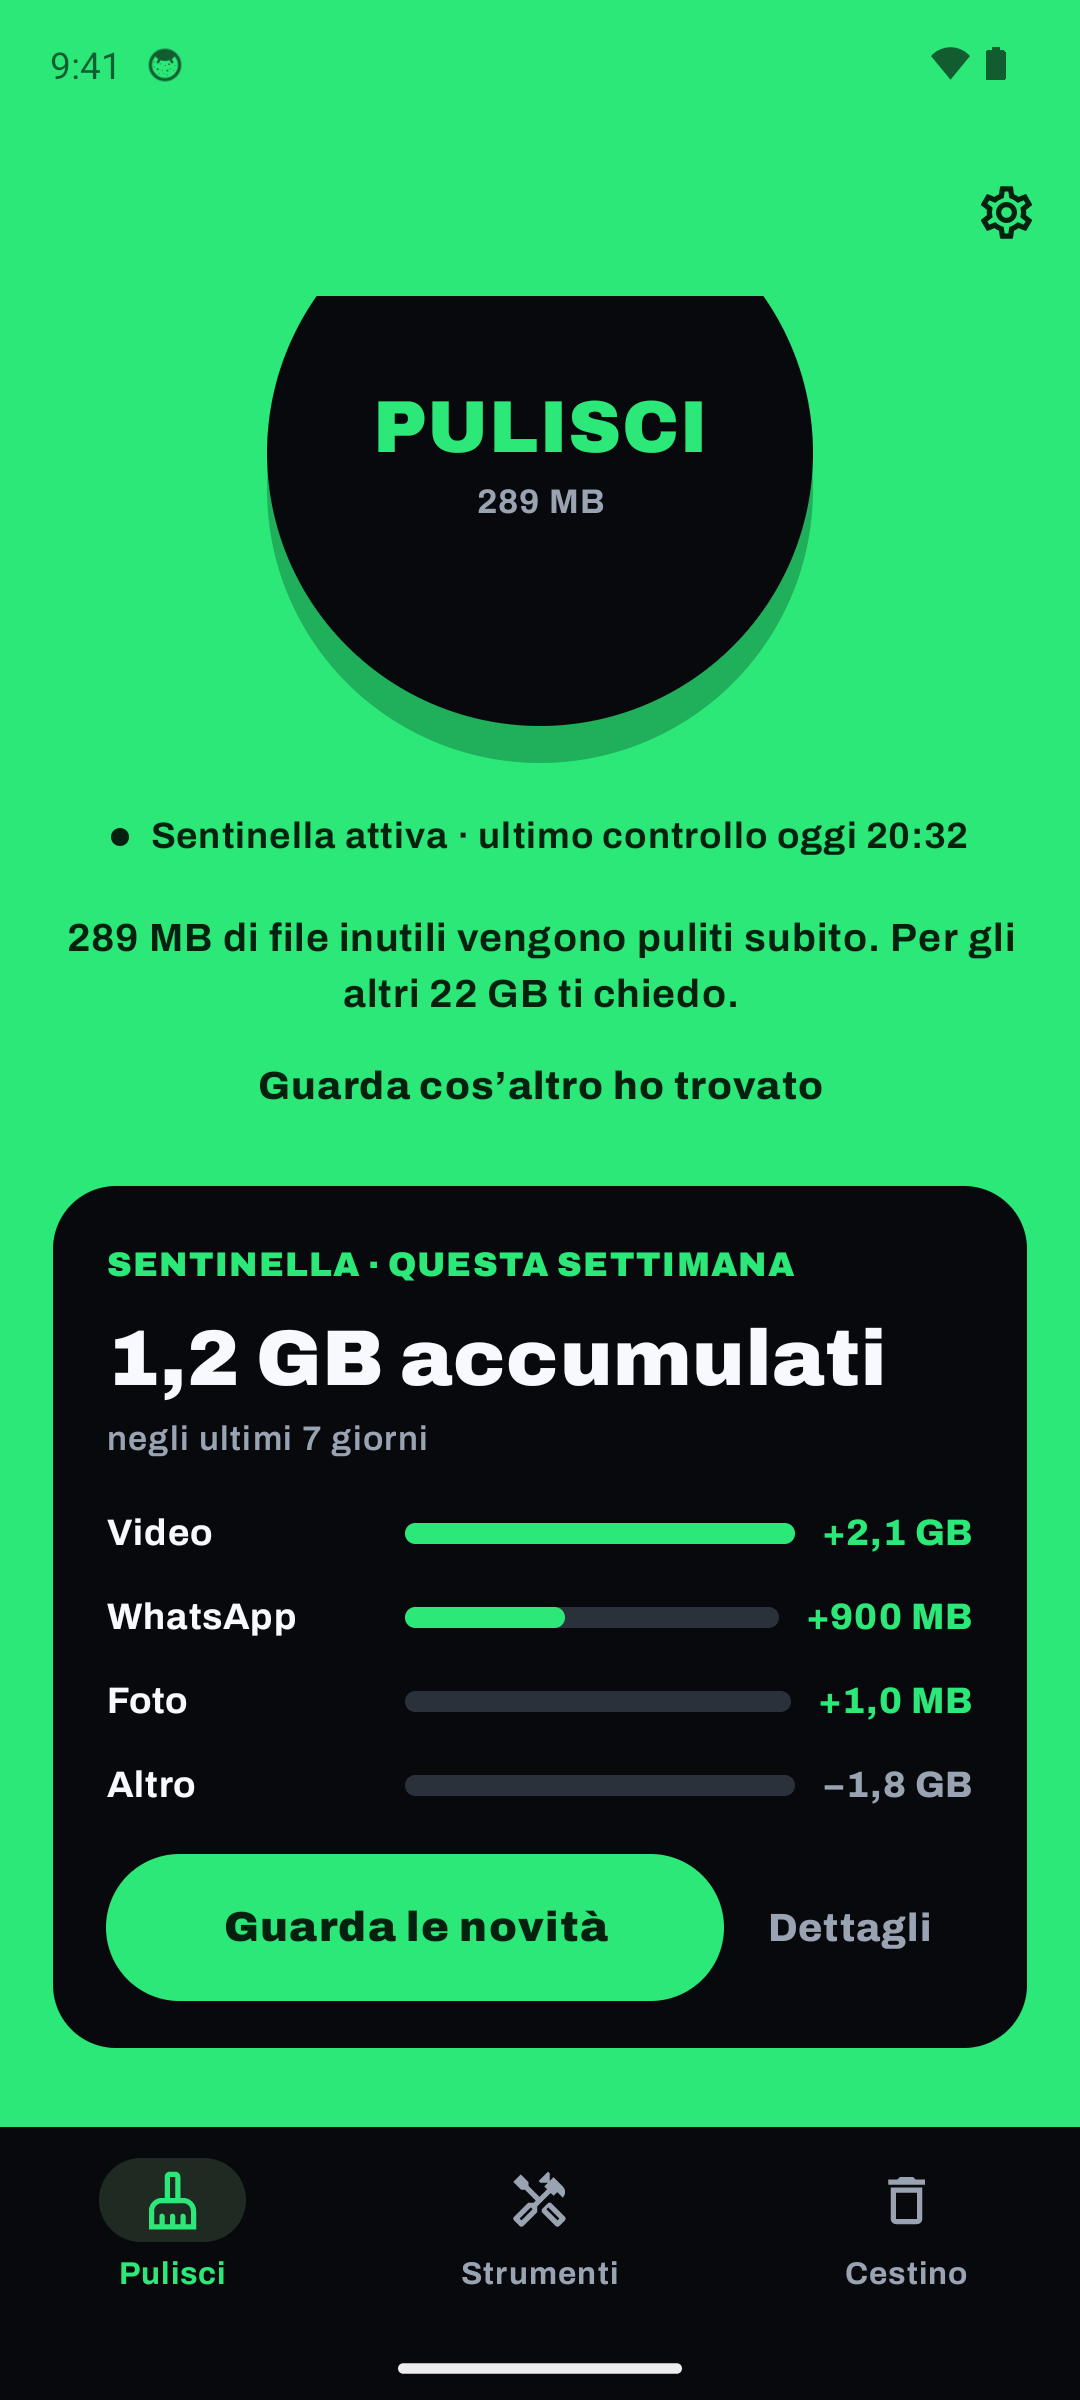 9:41
PULISCI
289 MB
Sentinella attiva · ultimo controllo oggi 20:32
289 MB di file inutili vengono puliti subito. Per gli
altri 22 GB ti chiedo.
Guarda cos’altro ho trovato
SENTINELLA · QUESTA SETTIMANA
1,2 GB accumulati
negli ultimi 7 giorni
Video +2,1 GB
WhatsApp +900 MB
Foto +1,0 MB
Altro –1,8 GB
Guarda le novità Dettagli
Pulisci Strumenti Cestino